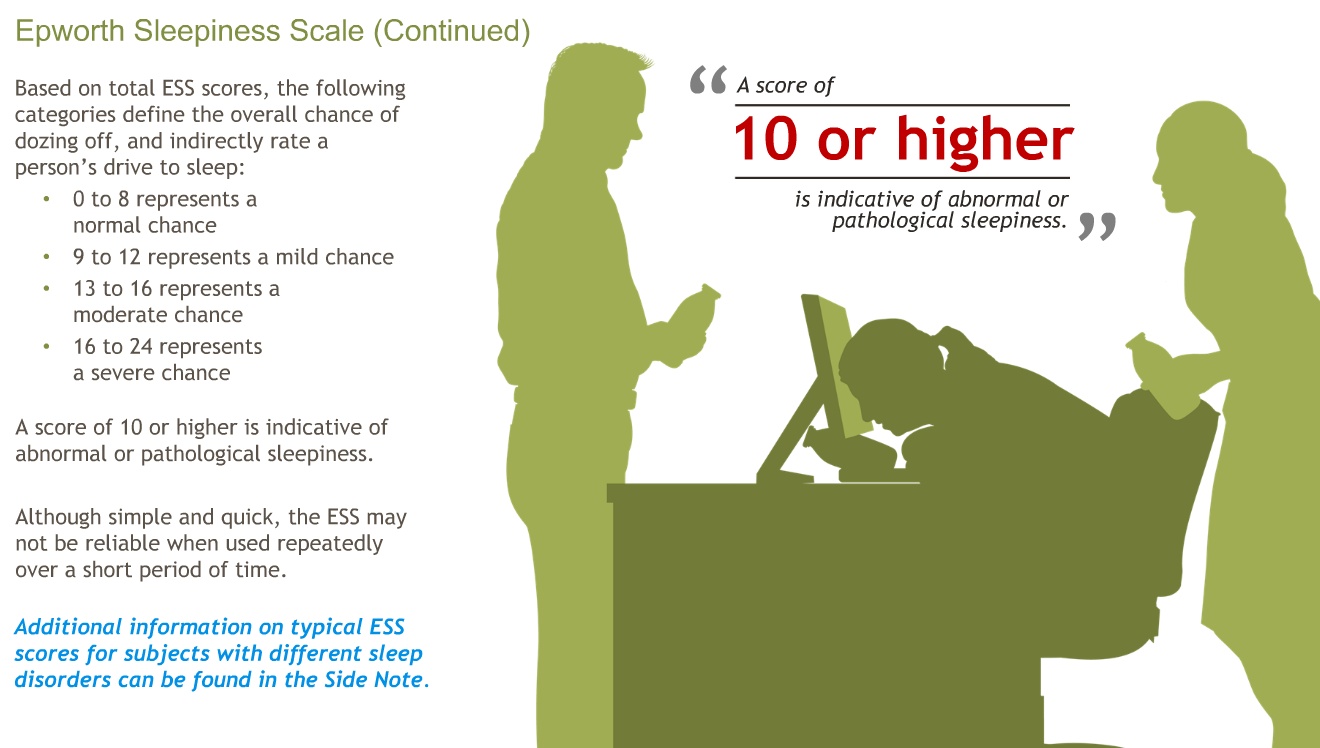 Epworth Sleepiness Scale (Continued)
Based on total ESS scores, the following
categories define the overall chance of
dozing off, and indirectly rate a
person’s drive to sleep:
• 0 to 8 represents a
normal chance
• 9 to 12 represents a mild chance
• 13 to 16 represents a
moderate chance
• 16 to 24 represents
a severe chance
A score of 10 or higher is indicative of
abnormal or pathological sleepiness.
Although simple and quick, the ESS may
not be reliable when used repeatedly
over a short period of time.
Additional information on typical ESS
scores for subjects with different sleep
disorders can be found in the Side Note.
“ A score of
10 or higher
is indicative of abnormal or
pathological sleepiness. ”